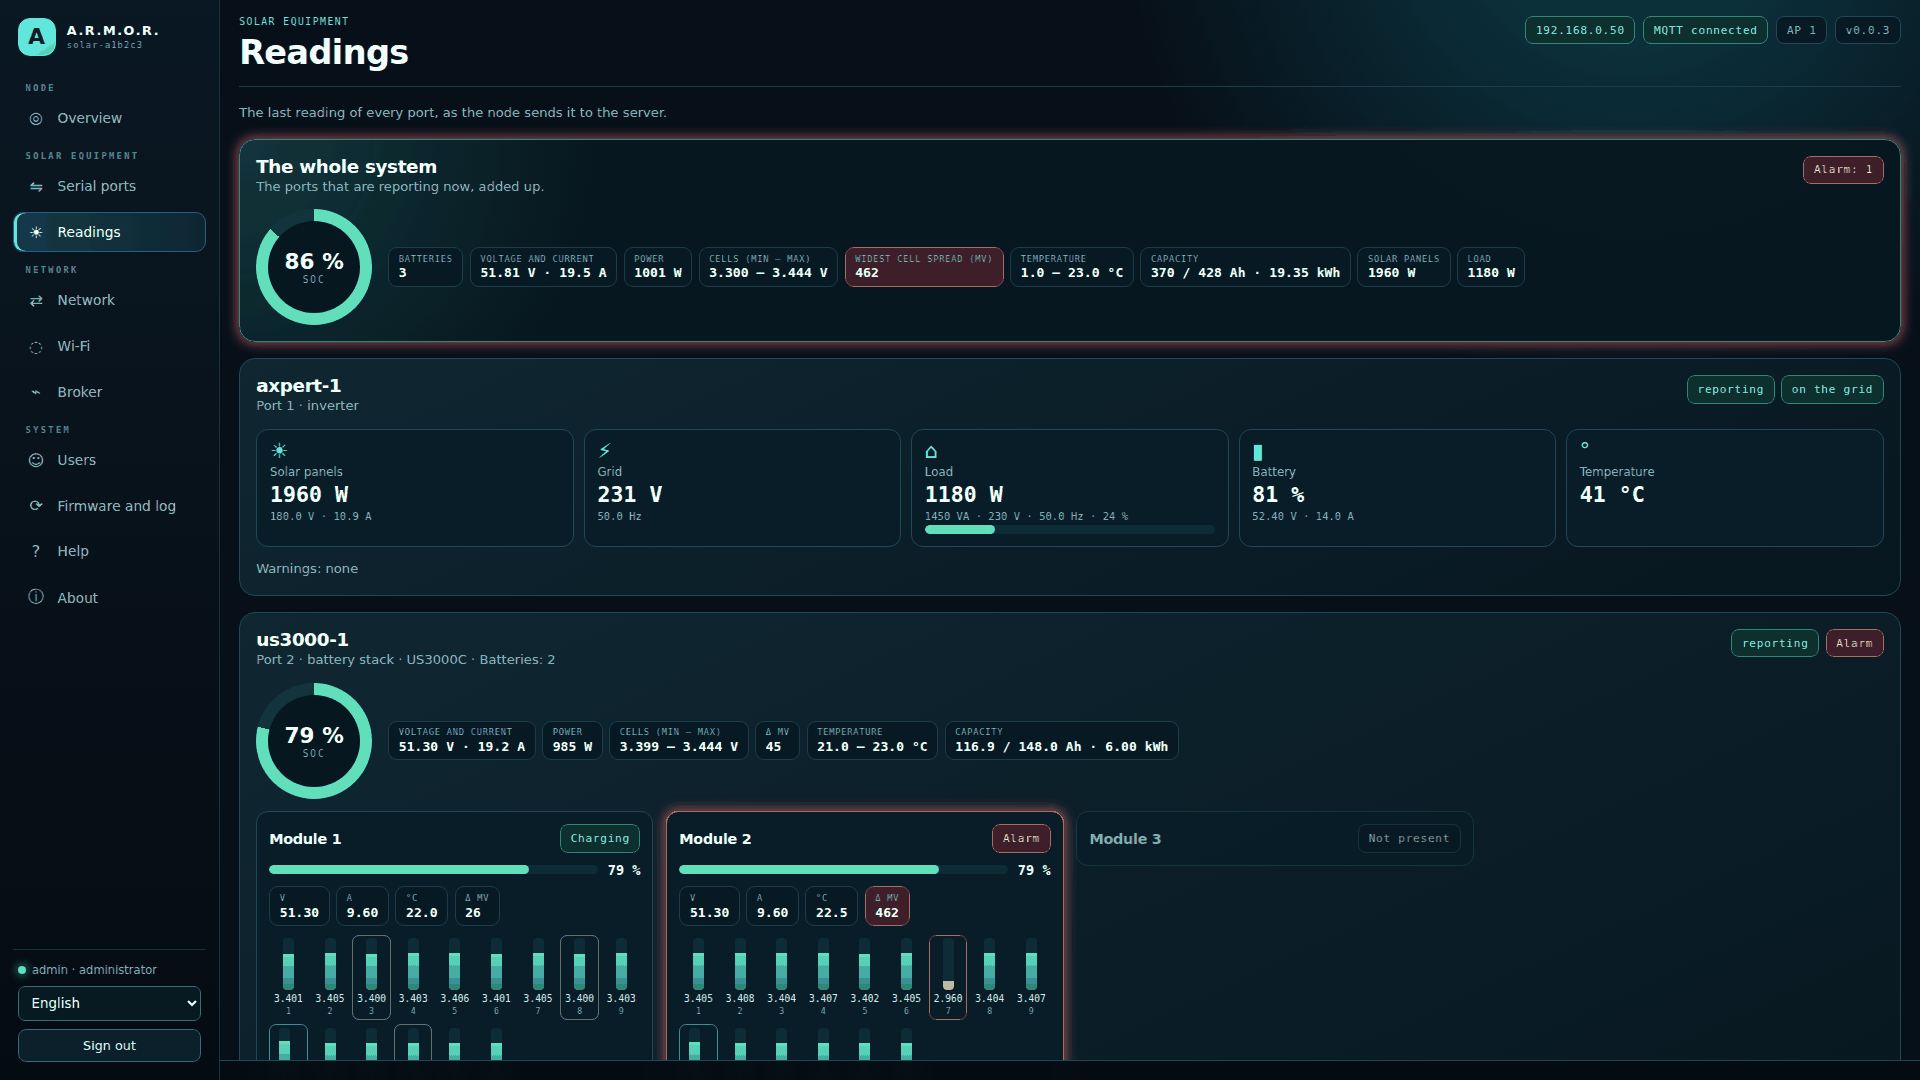 A
A.R.M.O.R.
solar-a1b2c3
NODE
Overview
SOLAR EQUIPMENT
Serial ports
Readings
NETWORK
Network
Wi-Fi
Broker
SYSTEM
Users
Firmware and log
? Help
About
admin · administrator
English
Sign out
SOLAR EQUIPMENT
Readings
192.168.0.50
MQTT connected
AP 1
v0.0.3
The last reading of every port, as the node sends it to the server.
The whole system
The ports that are reporting now, added up.
Alarm: 1
86 %
SOC
BATTERIES
3
VOLTAGE AND CURRENT
51.81 V · 19.5 A
POWER
1001 W
CELLS (MIN – MAX)
3.300 – 3.444 V
WIDEST CELL SPREAD (MV)
462
TEMPERATURE
1.0 – 23.0 °C
CAPACITY
370 / 428 Ah · 19.35 kWh
SOLAR PANELS
1960 W
LOAD
1180 W
axpert-1
Port 1 · inverter
reporting
on the grid
Solar panels
1960 W
180.0 V · 10.9 A
Grid
231 V
50.0 Hz
Load
1180 W
1450 VA · 230 V · 50.0 Hz · 24 %
Battery
81 %
52.40 V · 14.0 A
°
Temperature
41 °C
Warnings: none
us3000-1
Port 2 · battery stack · US3000C · Batteries: 2
reporting
Alarm
79 %
SOC
VOLTAGE AND CURRENT
51.30 V · 19.2 A
POWER
985 W
CELLS (MIN – MAX)
3.399 – 3.444 V
Δ MV
45
TEMPERATURE
21.0 – 23.0 °C
CAPACITY
116.9 / 148.0 Ah · 6.00 kWh
Module 1
Charging
79 %
V
51.30
A
9.60
°C
22.0
Δ MV
26
3.401 3.405 3.400 3.403 3.406 3.401 3.405 3.400 3.403
1 2 3 4 5 6 7 8 9
Module 2
Alarm
79 %
V
51.30
A
9.60
°C
22.5
Δ MV
462
3.405 3.408 3.404 3.407 3.402 3.405 2.960 3.404 3.407
1 2 3 4 5 6 7 8 9
Module 3
Not present